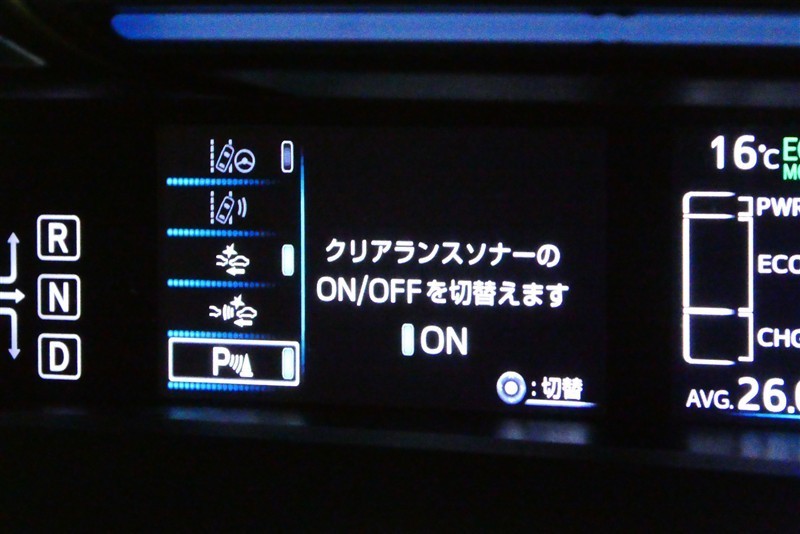 R
N
D
P
クリアランスソナーの
ON/OFFを切替えます
ON
:切替
16℃
PWR
ECO
CHG
AVG. 26.